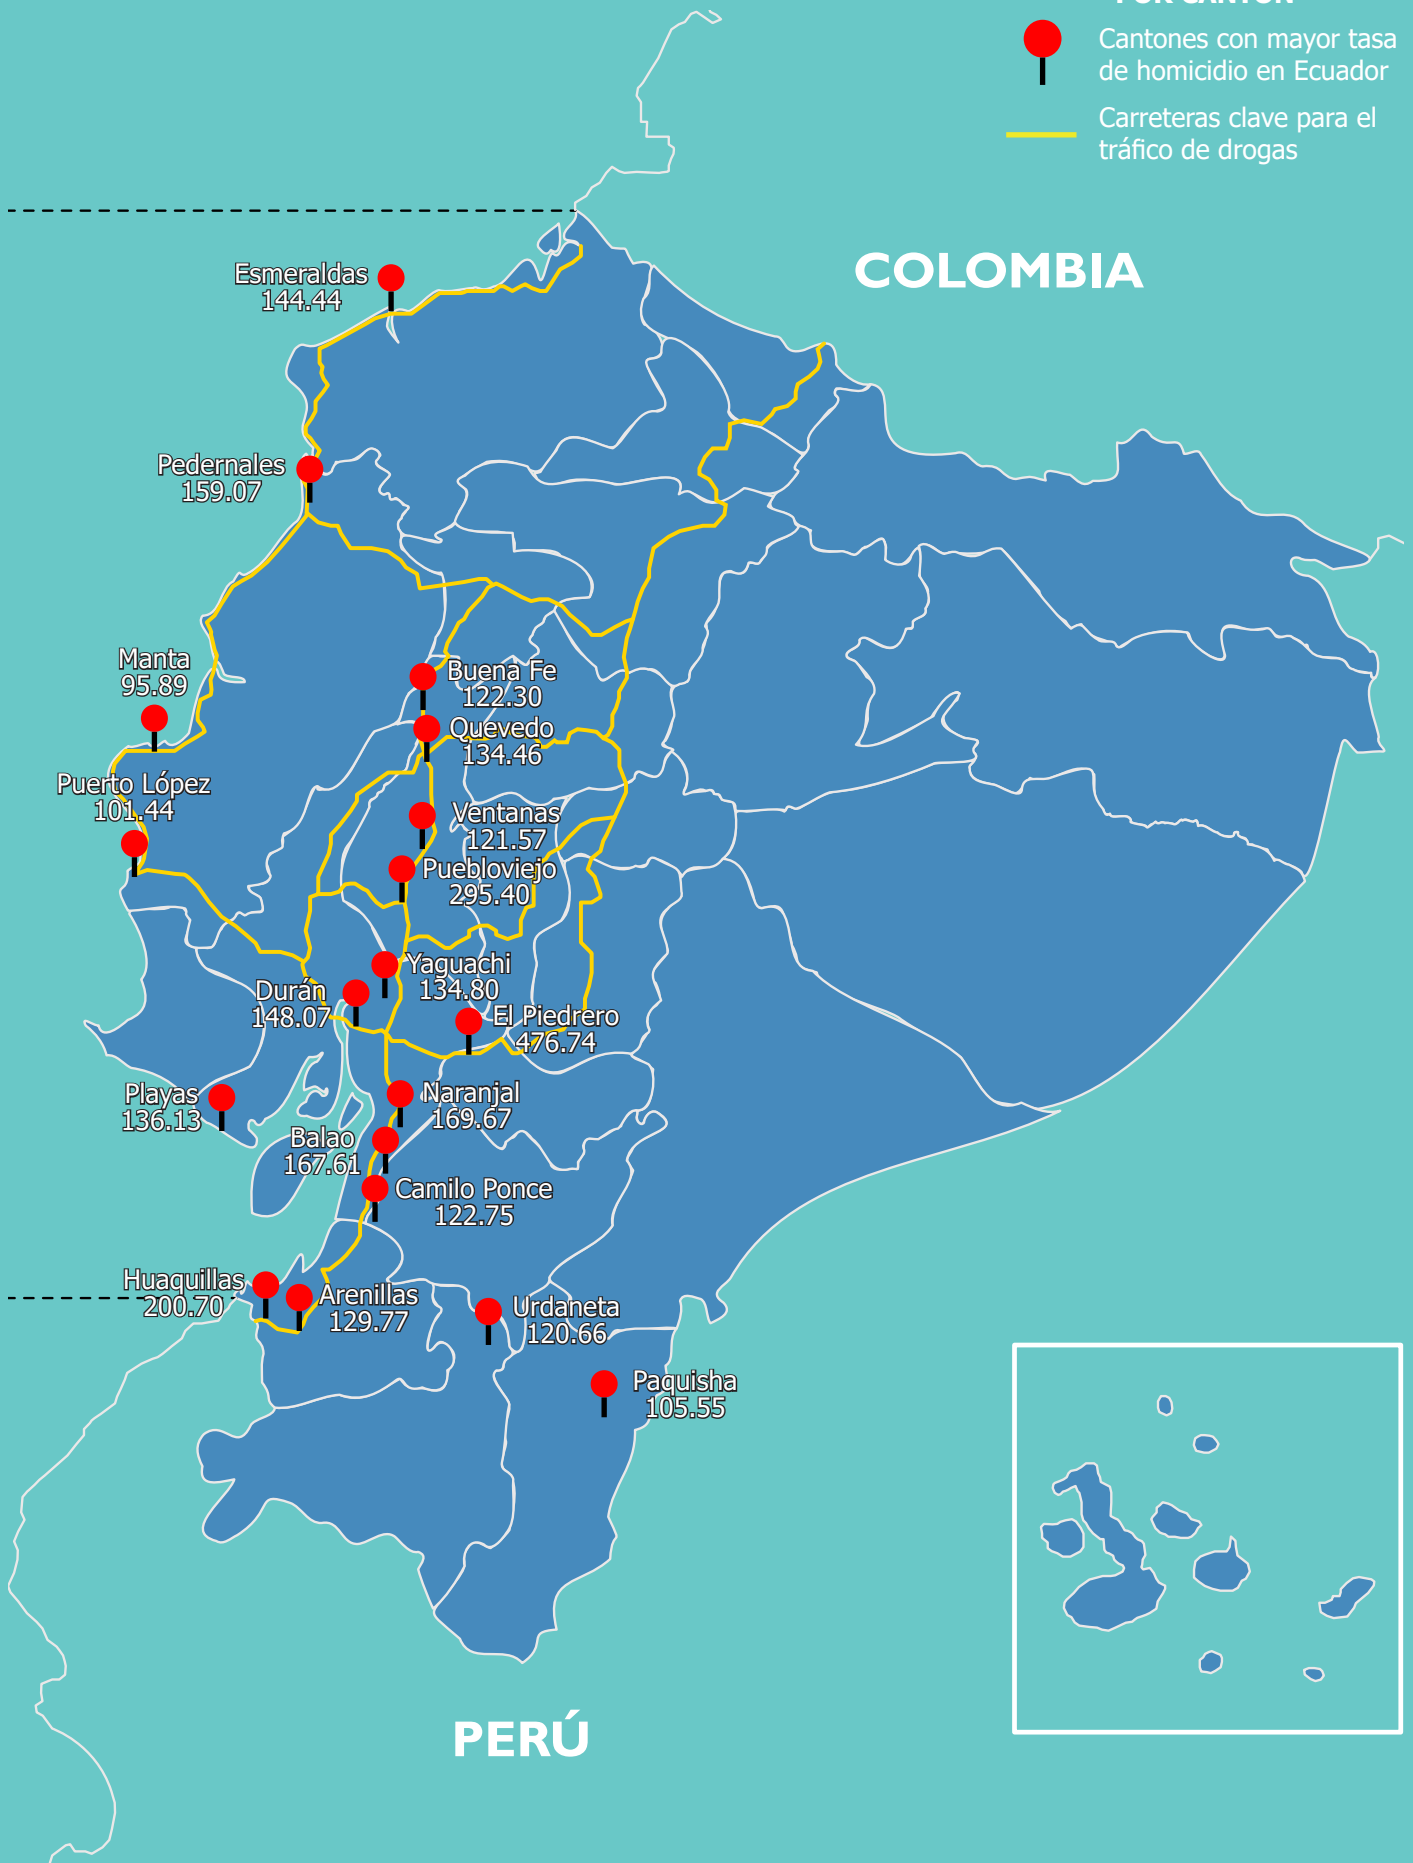 POR CANTÓN
Cantones con mayor tasa
de homicidio en Ecuador
Carreteras clave para el
tráfico de drogas
COLOMBIA
Esmeraldas
144.44
Pedernales
159.07
Manta
95.89
Buena Fe
122.30
Quevedo
134.46
Puerto López
101.44
Ventanas
121.57
Puebloviejo
295.40
Yaguachi
134.80
Durán
148.07
El Piedrero
476.74
Playas
136.13
Naranjal
169.67
Balao
167.61
Camilo Ponce
122.75
Huaquillas
200.70
Arenillas
129.77
Urdaneta
120.66
Paquisha
105.55
PERÚ